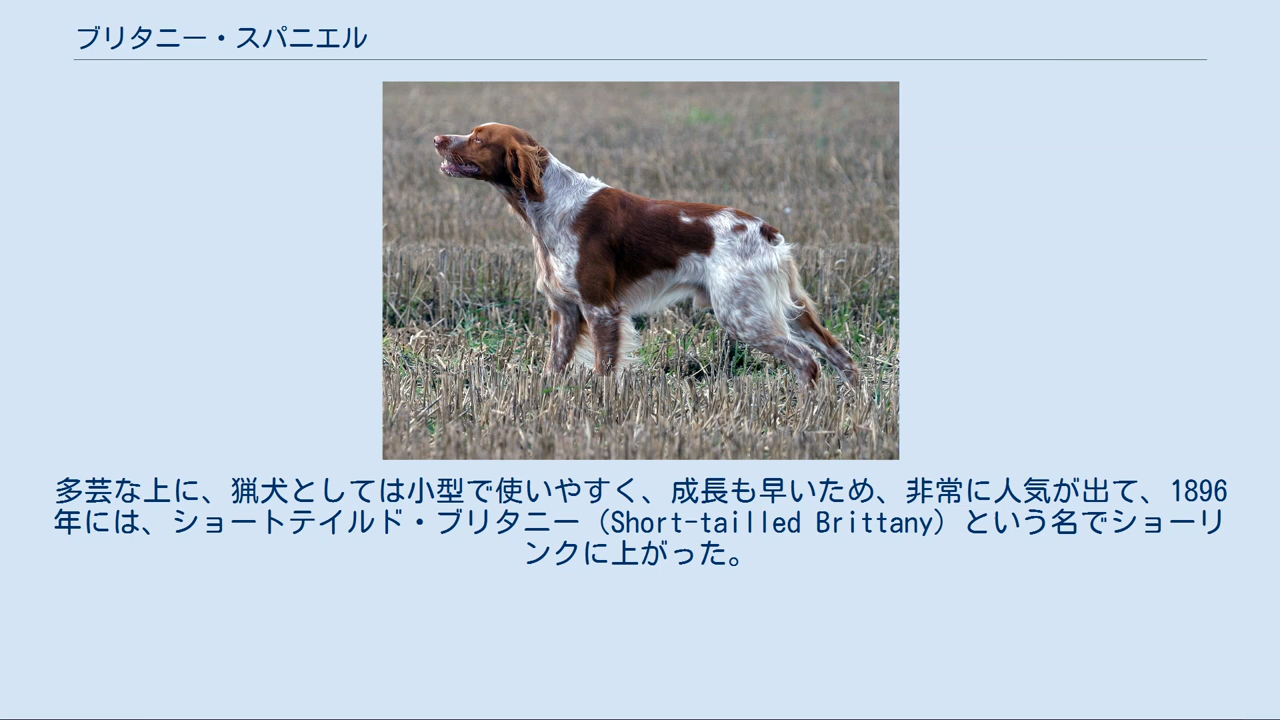 ブリタニー・スパニエル
多芸な上に、猟犬としては小型で使いやすく、成長も早いため、非常に人気が出て、1896
年には、ショートテイルド・ブリタニー（Short-tailled Brittany）という名でショーリ
ンクに上がった。